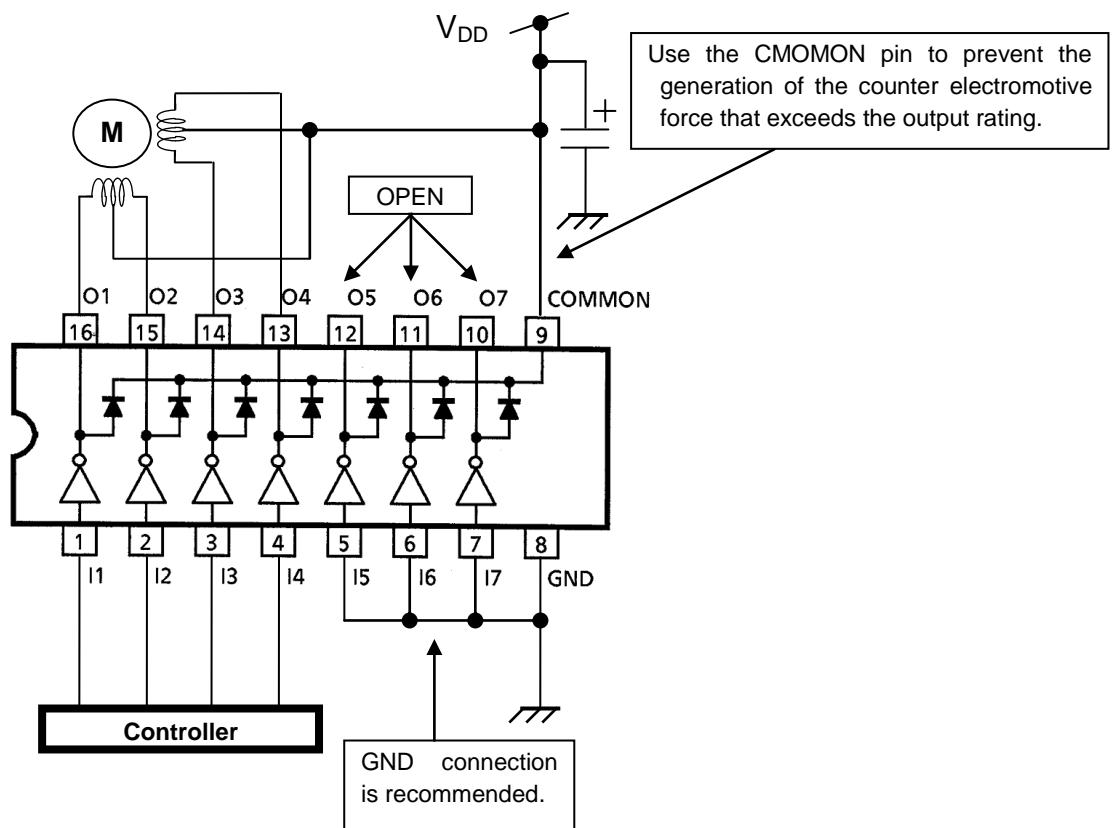 VDD
Use the CMOMON pin to prevent the
generation of the counter electromotive
force that exceeds the output rating.
+
M
OPEN
O1 O2 O3 O4 O5 O6 O7 COMMON
16 15 14 13 12 11 10 9
1 2 3 4 5 6 7 8
I1 I2 I3 I4 I5 I6 I7 GND
Controller
GND connection
is recommended.